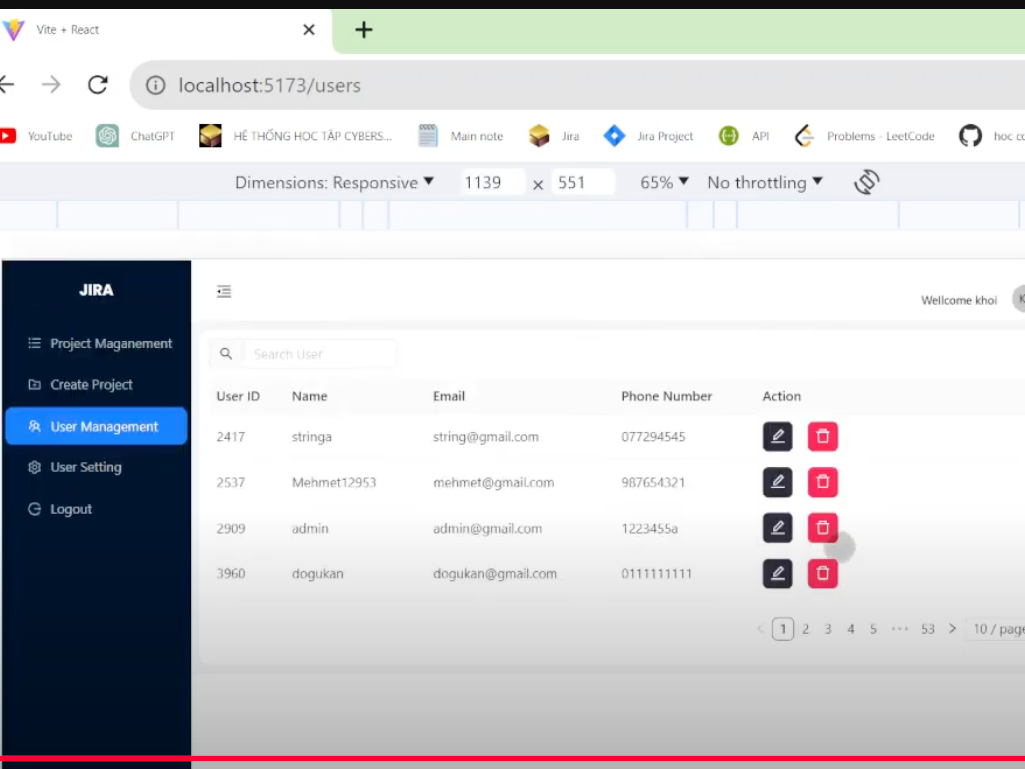 Vite + React
localhost:5173/users
YouTube ChatGPT HỆ THỐNG HỌC TẬP CYBERS... Main note Jira Jira Project API Problems - LeetCode
Dimensions: Responsive 1139 x 551 65% No throttling
JIRA
Wellcome khoi
Project Maganement
Create Project
User Management
User Setting
Logout
Search User
User ID Name Email Phone Number Action
2417 stringa string@gmail.com 077294545
2537 Mehmet12953 mehmet@gmail.com 987654321
2909 admin admin@gmail.com 1223455a
3960 dogukan dogukan@gmail.com 0111111111
< 1 2 3 4 5 ••• 53 > 10 / page